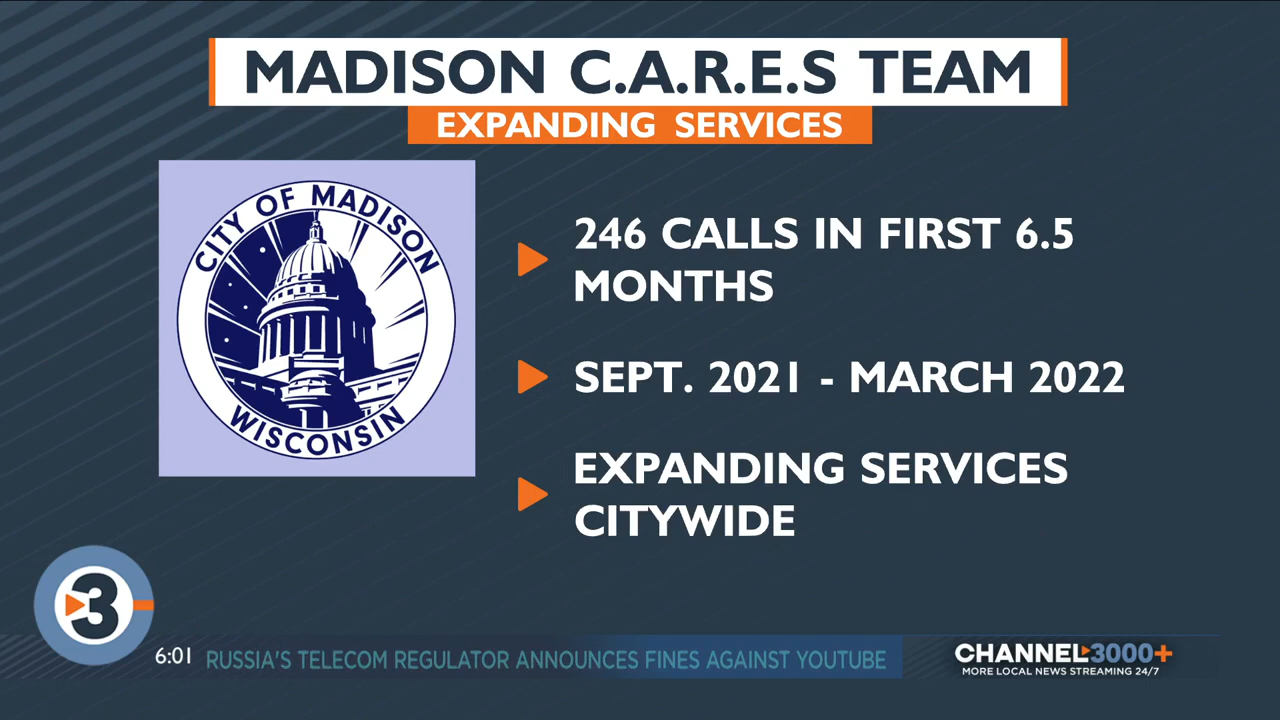 MADISON C.A.R.E.S TEAM
EXPANDING SERVICES
CITY OF MADISON
WISCONSIN
246 CALLS IN FIRST 6.5
MONTHS
SEPT. 2021 - MARCH 2022
EXPANDING SERVICES
CITYWIDE
3
6:01 RUSSIA'S TELECOM REGULATOR ANNOUNCES FINES AGAINST YOUTUBE
CHANNEL3000+
MORE LOCAL NEWS STREAMING 24/7